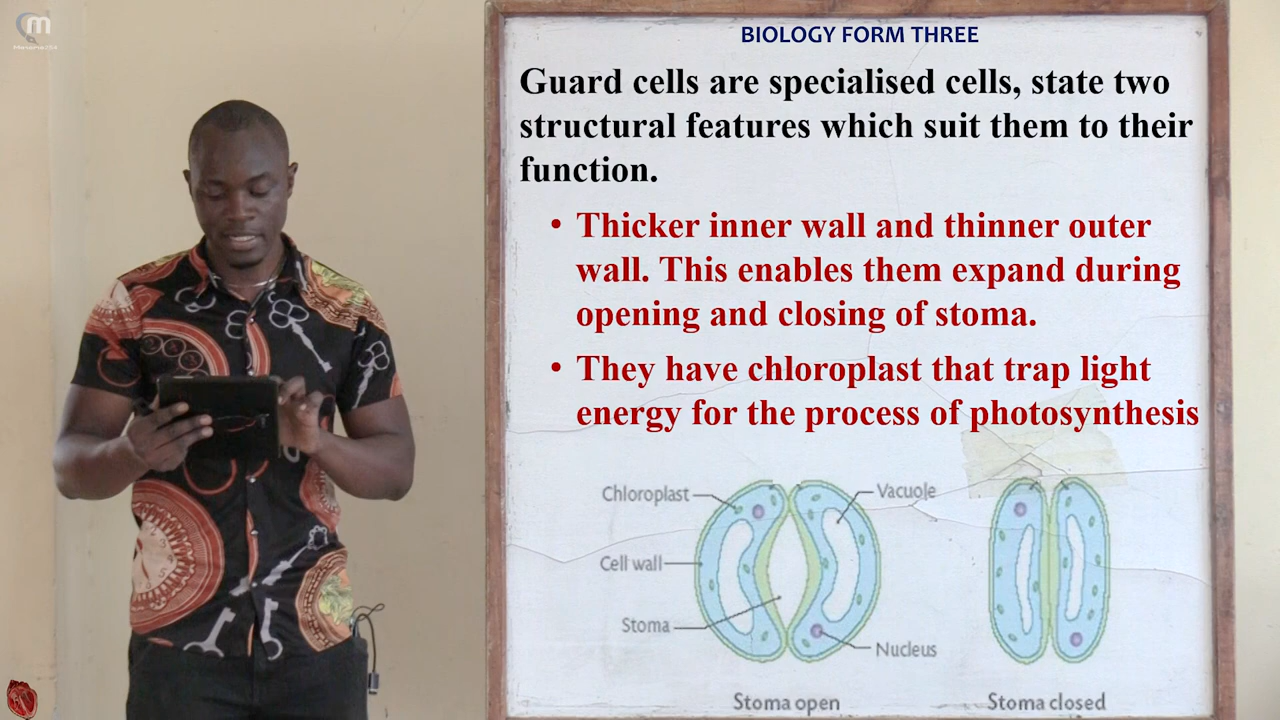 m
BIOLOGY FORM THREE
Guard cells are specialised cells, state two
structural features which suit them to their
function.
• Thicker inner wall and thinner outer
wall. This enables them expand during
opening and closing of stoma.
• They have chloroplast that trap light
energy for the process of photosynthesis
Chloroplast
Vacuole
Cell wall
Stoma
Nucleus
Stoma open
Stoma closed